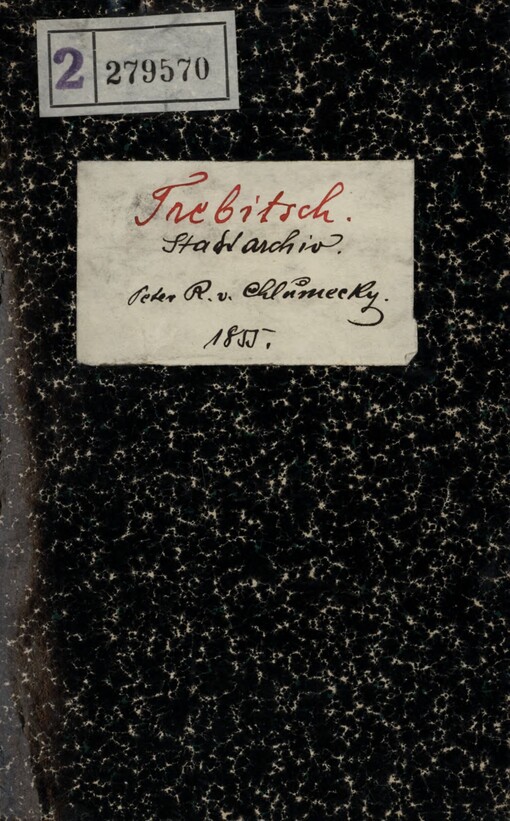 2 279570
Trebitsch.
Stadtarchiv.
Peter R. v. Chlumecky.
1855.